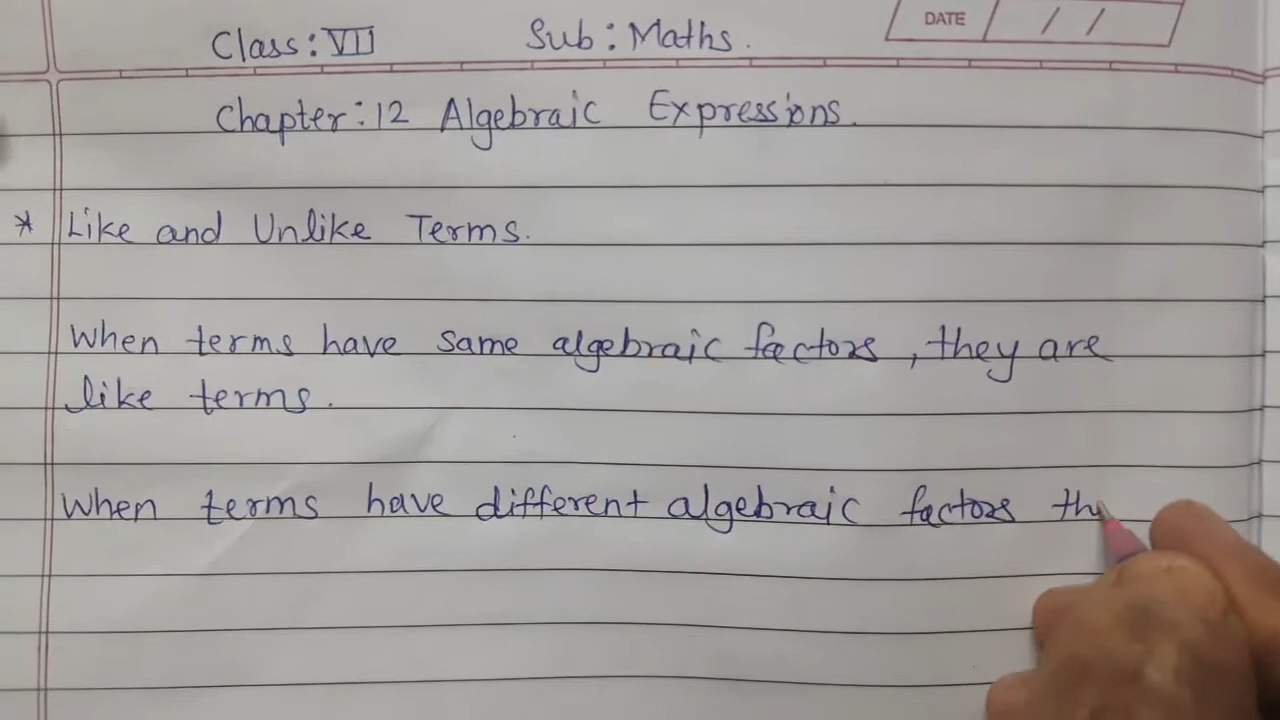 Class: VII Sub: Maths.
DATE / /
Chapter: 12 Algebraic Expressions.
* Like and Unlike Terms.
When terms have same algebraic factors, they are
like terms.
When terms have different algebraic factors the